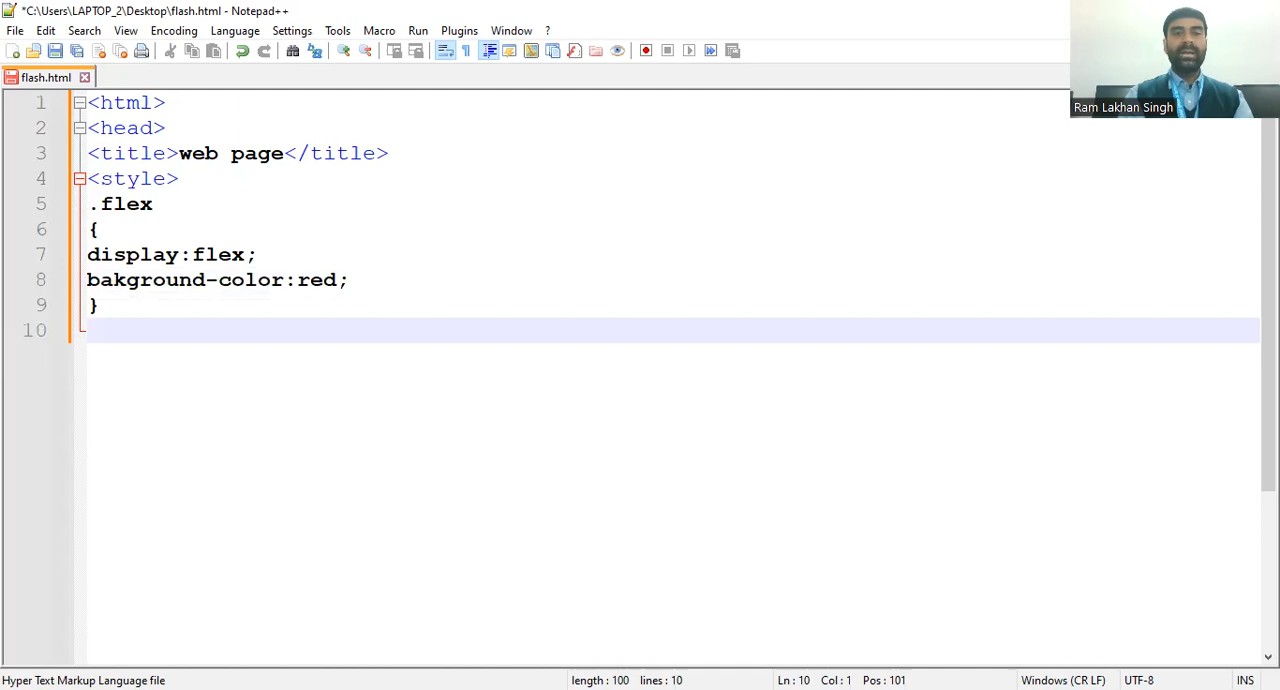 *C:\Users\LAPTOP_2\Desktop\flash.html - Notepad++
File Edit Search View Encoding Language Settings Tools Macro Run Plugins Window ?
flash.html
Ram Lakhan Singh
1 <html>
2 <head>
3 <title>web page</title>
4 <style>
5 .flex
6 {
7 display:flex;
8 bakground-color:red;
9 }
10
Hyper Text Markup Language file length : 100 lines : 10 Ln : 10 Col : 1 Pos : 101 Windows (CR LF) UTF-8 INS